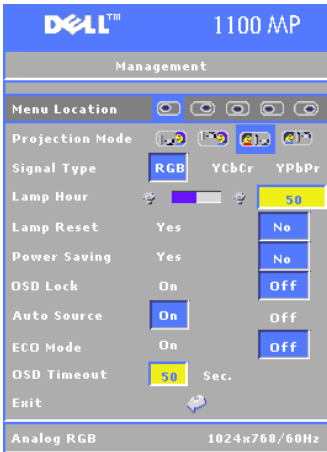 DELL™ 1100 MP
Management
Menu Location
Projection Mode
Signal Type RGB YCbCr YPbPr
Lamp Hour 50
Lamp Reset Yes No
Power Saving Yes No
OSD Lock On Off
Auto Source On Off
ECO Mode On Off
OSD Timeout 50 Sec.
Exit
Analog RGB 1024x768/60Hz